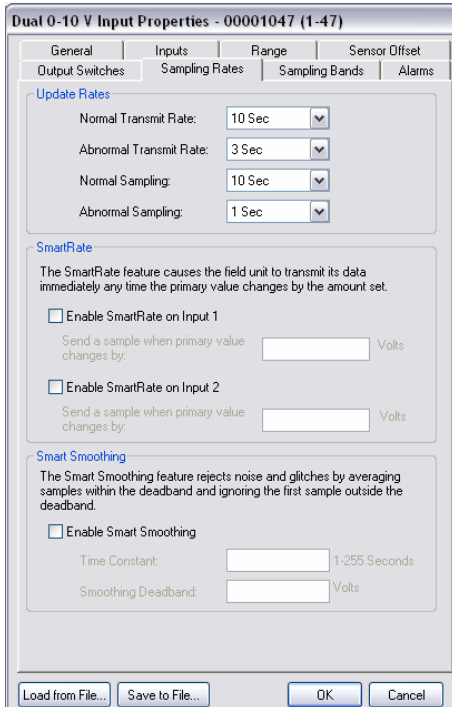 Dual 0-10 V Input Properties - 00001047 (1-47)
General Inputs Range Sensor Offset
Output Switches Sampling Rates Sampling Bands Alarms
Update Rates
Normal Transmit Rate: 10 Sec
Abnormal Transmit Rate: 3 Sec
Normal Sampling: 10 Sec
Abnormal Sampling: 1 Sec
SmartRate
The SmartRate feature causes the field unit to transmit its data
immediately any time the primary value changes by the amount set.
Enable SmartRate on Input 1
Send a sample when primary value
changes by: Volts
Enable SmartRate on Input 2
Send a sample when primary value
changes by: Volts
Smart Smoothing
The Smart Smoothing feature rejects noise and glitches by averaging
samples within the deadband and ignoring the first sample outside the
deadband.
Enable Smart Smoothing
Time Constant: 1-255 Seconds
Smoothing Deadband: Volts
Load from File... Save to File... OK Cancel